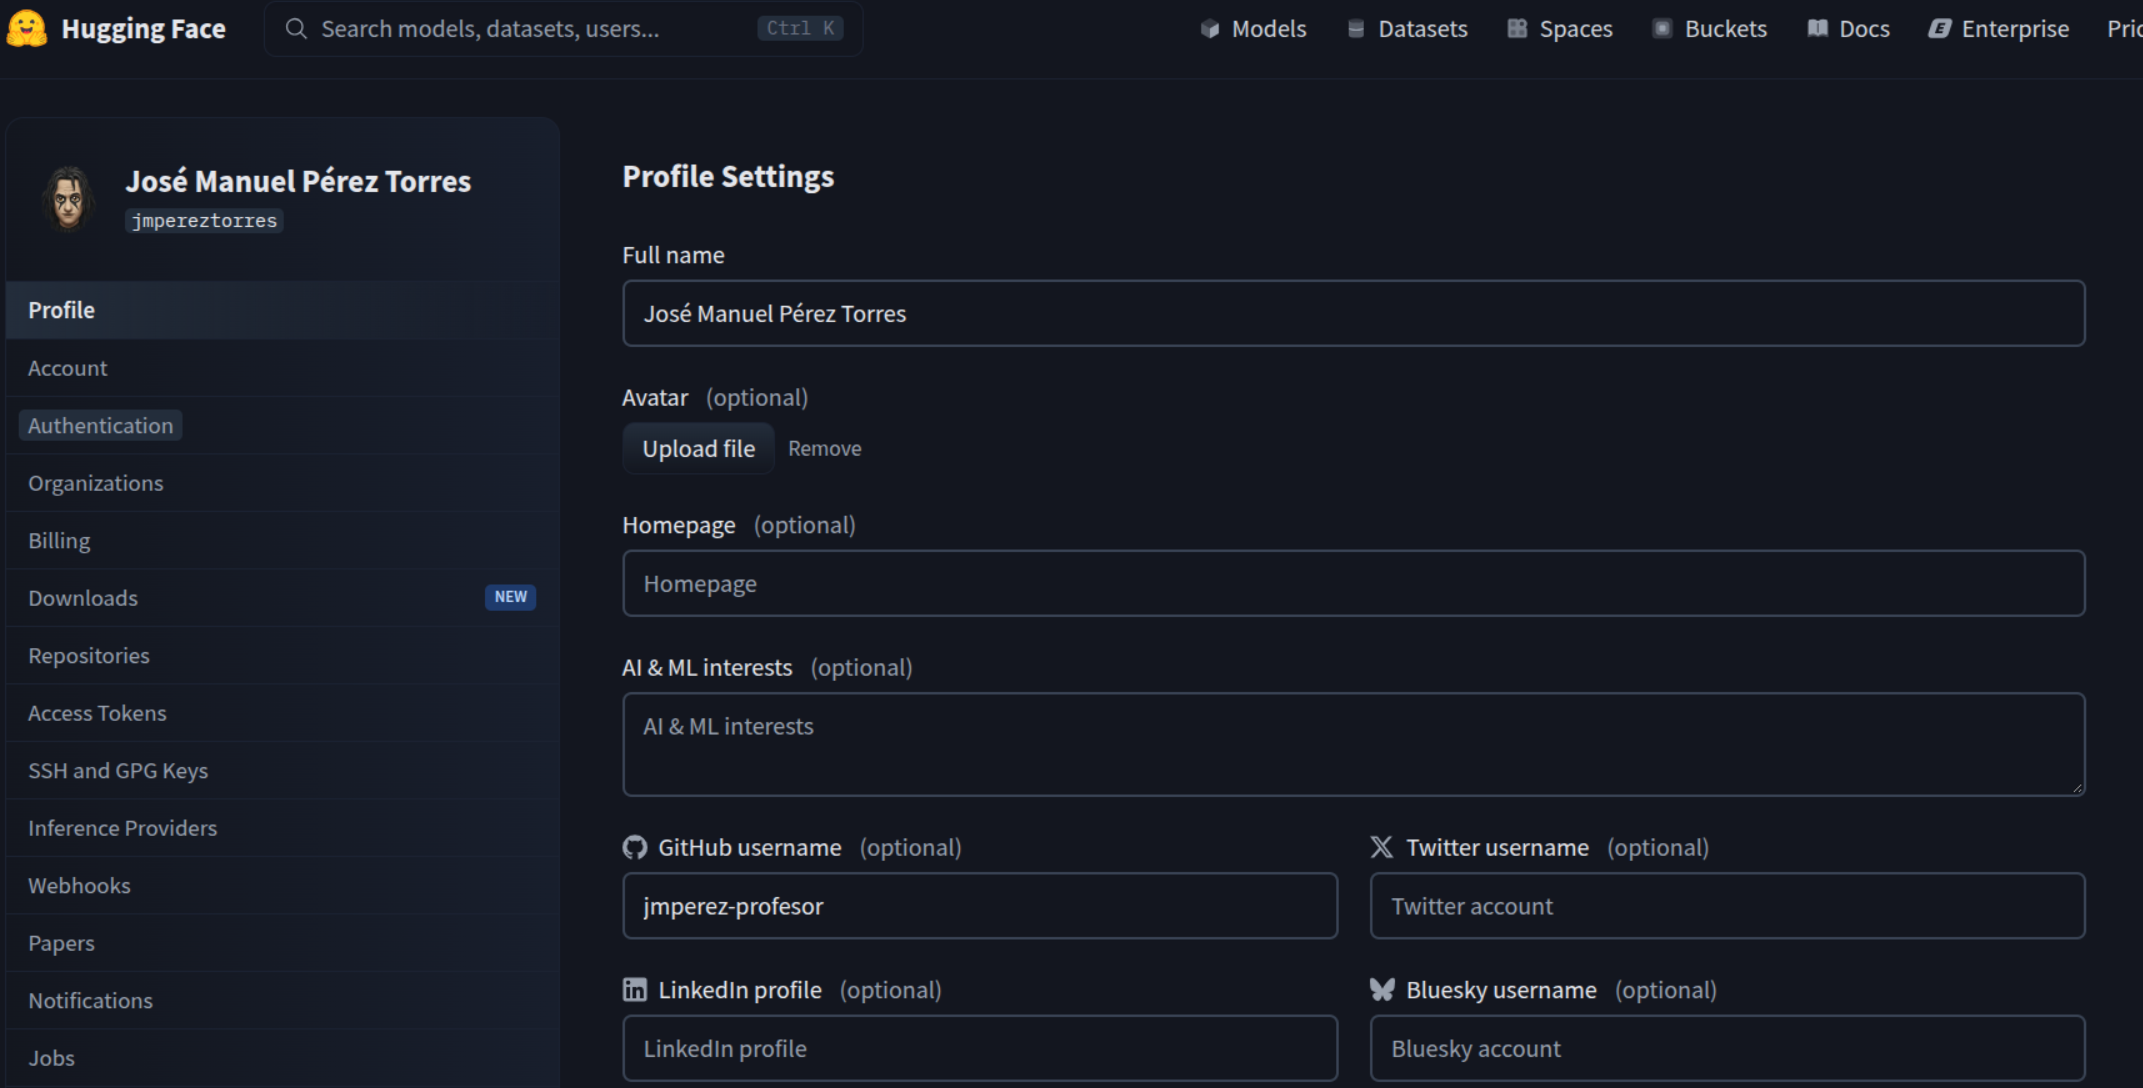 Hugging Face
Search models, datasets, users...
Ctrl K
Models
Datasets
Spaces
Buckets
Docs
Enterprise
José Manuel Pérez Torres
jmpereztorres
Profile
Account
Authentication
Organizations
Billing
Downloads
NEW
Repositories
Access Tokens
SSH and GPG Keys
Inference Providers
Webhooks
Papers
Notifications
Jobs
Profile Settings
Full name
José Manuel Pérez Torres
Avatar (optional)
Upload file Remove
Homepage (optional)
Homepage
AI & ML interests (optional)
AI & ML interests
GitHub username (optional)
jmperez-profesor
Twitter username (optional)
Twitter account
LinkedIn profile (optional)
LinkedIn profile
Bluesky username (optional)
Bluesky account